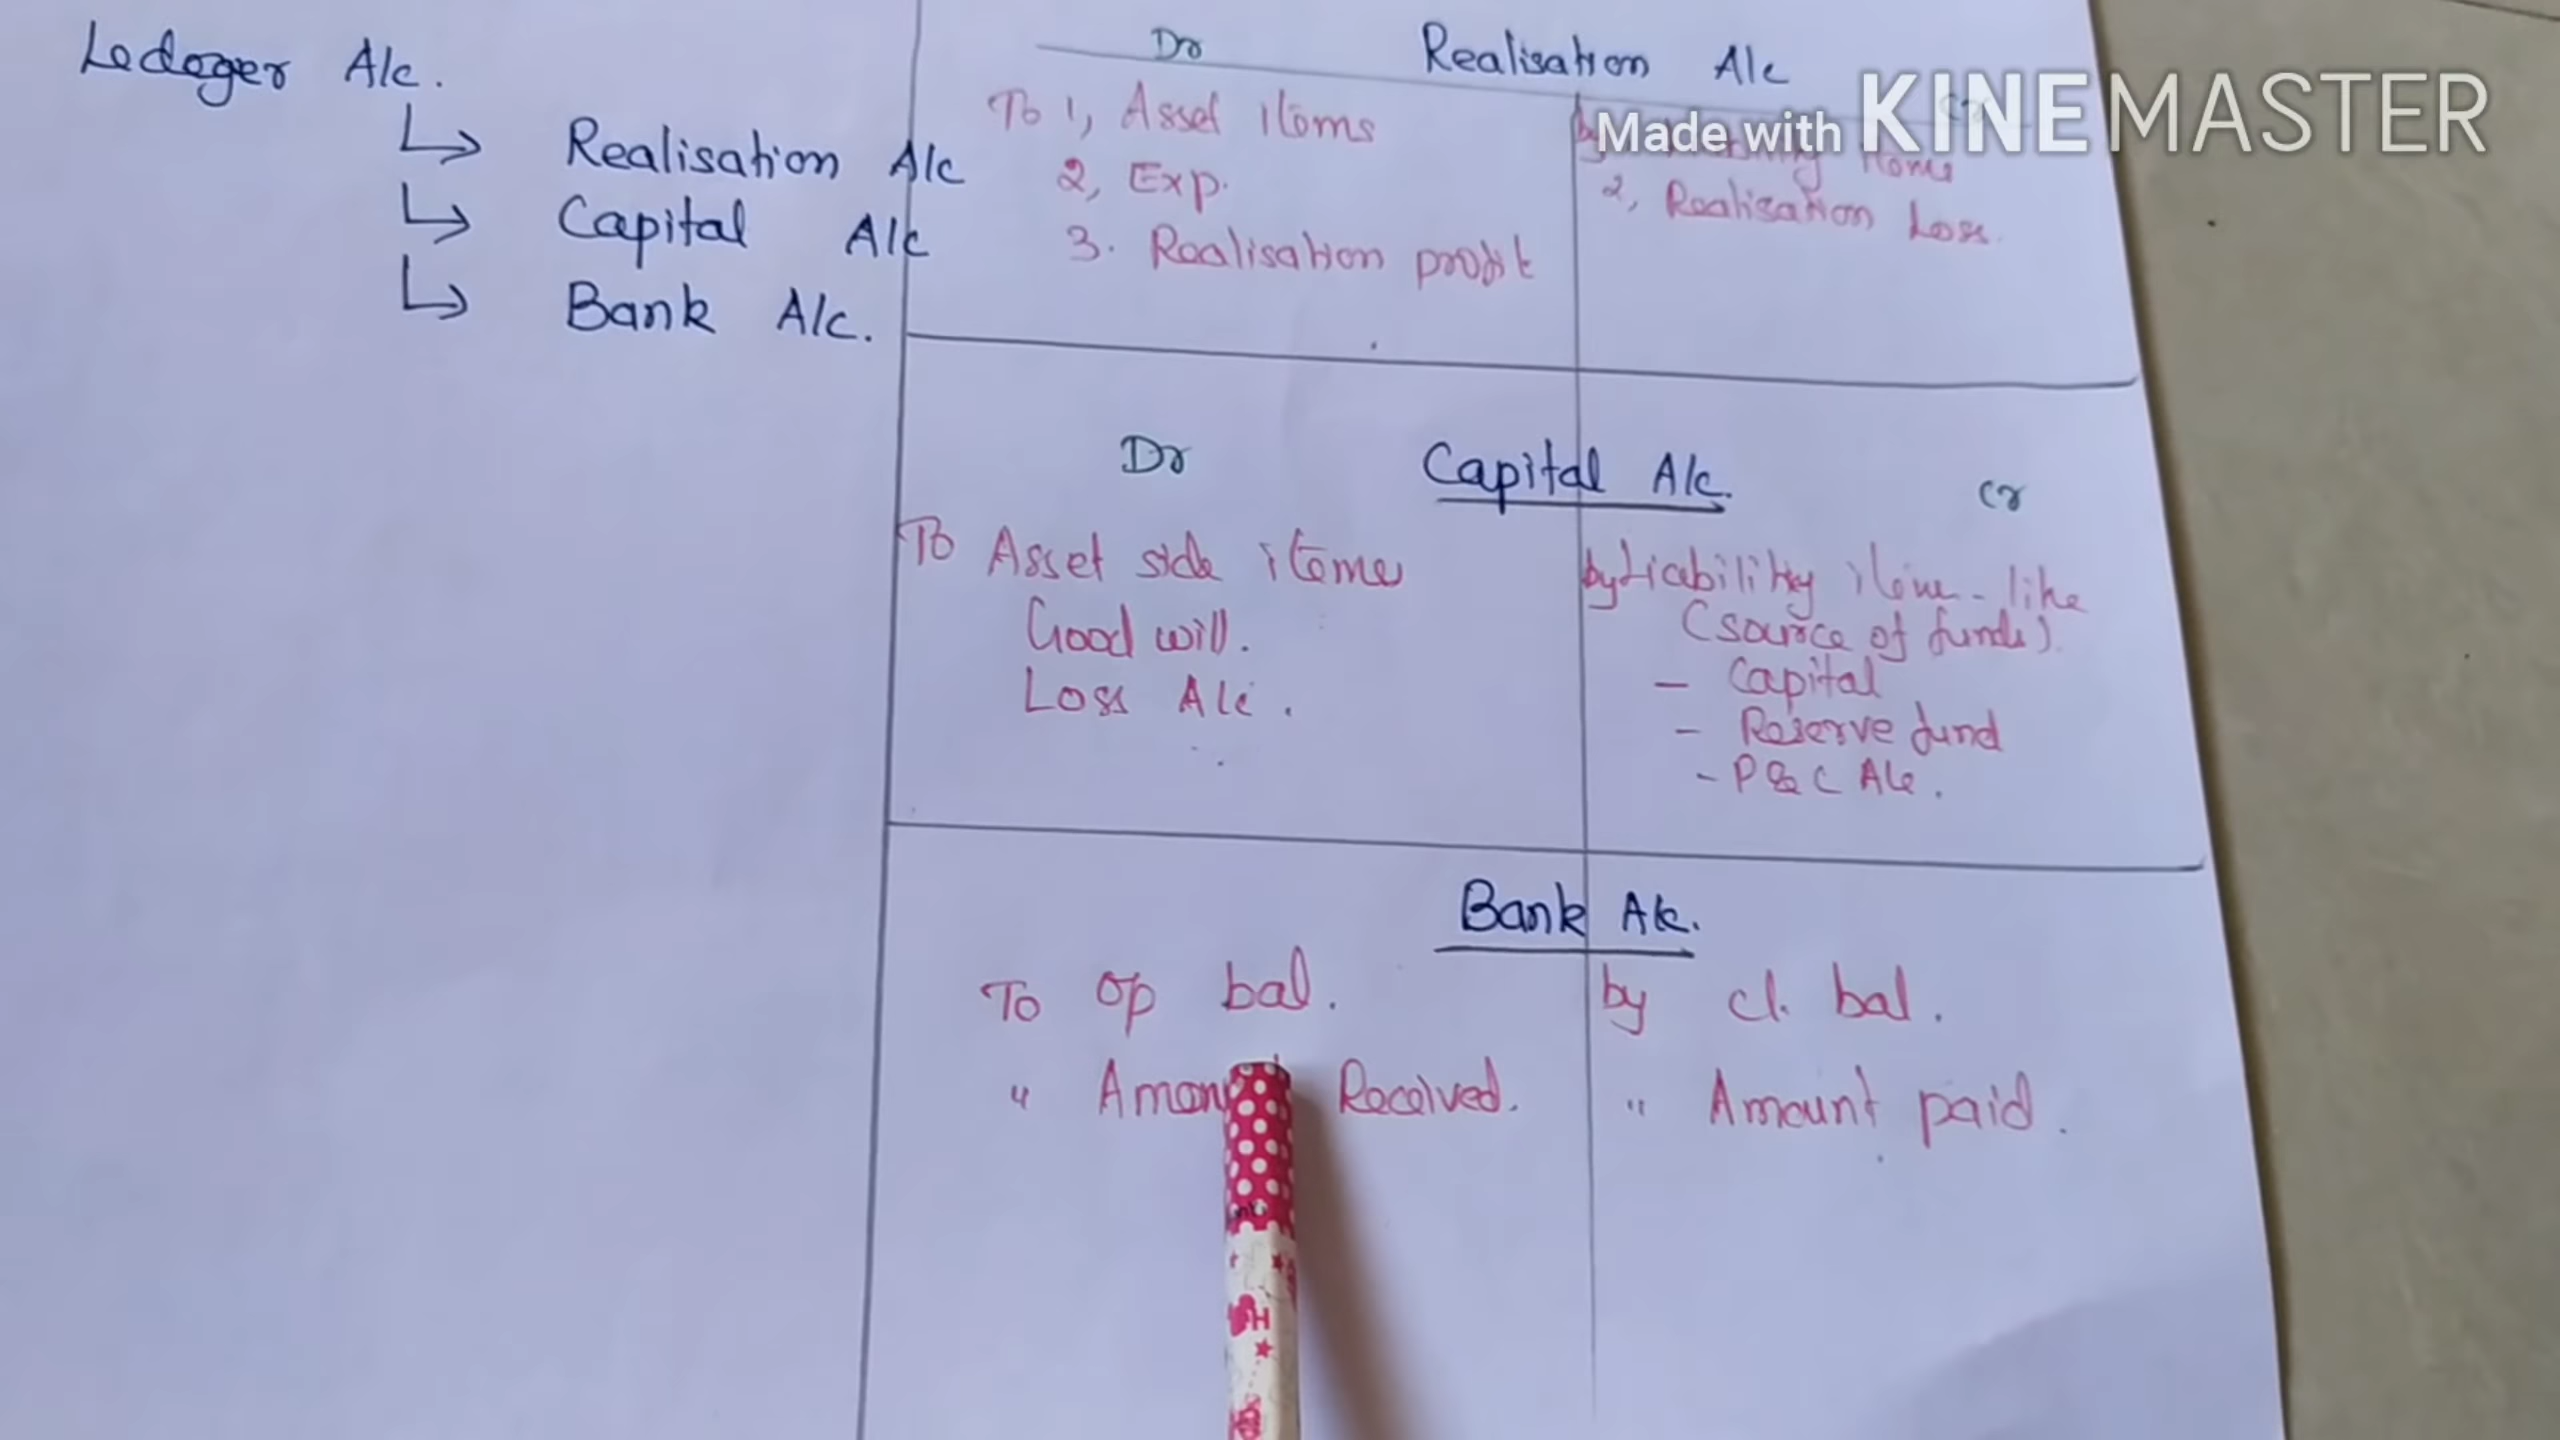 Ledger A/c.
Realisation A/c
Capital A/c
Bank A/c.
Dr Realisation A/c
To 1, Asset items
2, Exp.
3. Realisation profit
by items
2, Realisation Loss.
Made with KINEMASTER
Dr Capital A/c. Cr
To Asset side items
Good will.
Loss A/c.
by Liability item - like
(source of funds).
- Capital
- Reserve fund
- P & L A/c.
Bank A/c.
To op bal.
" Amount Received.
by cl. bal.
" Amount paid.